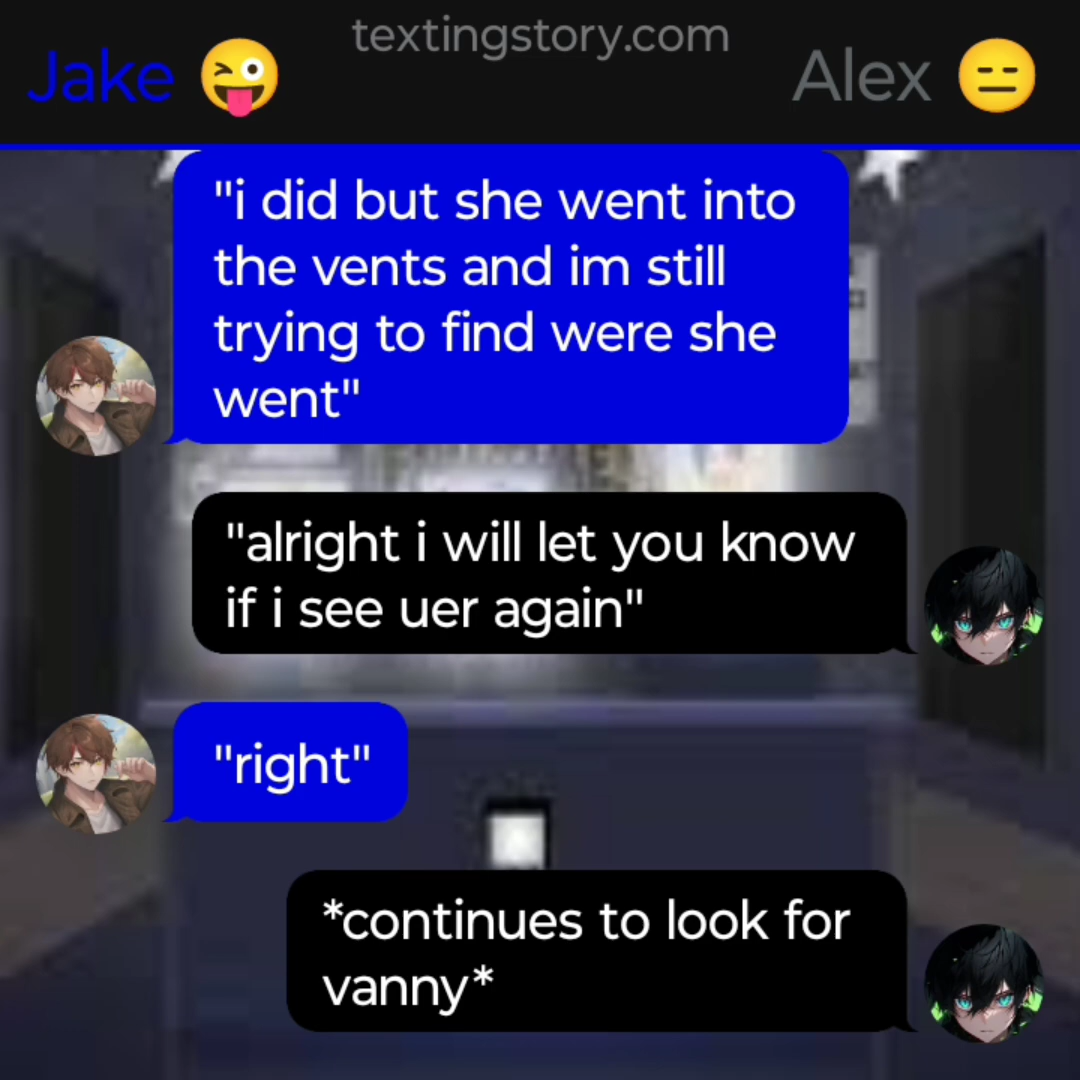 textingstory.com
Jake 😜
Alex 😑
"i did but she went into
the vents and im still
trying to find were she
went"
"alright i will let you know
if i see uer again"
"right"
*continues to look for
vanny*